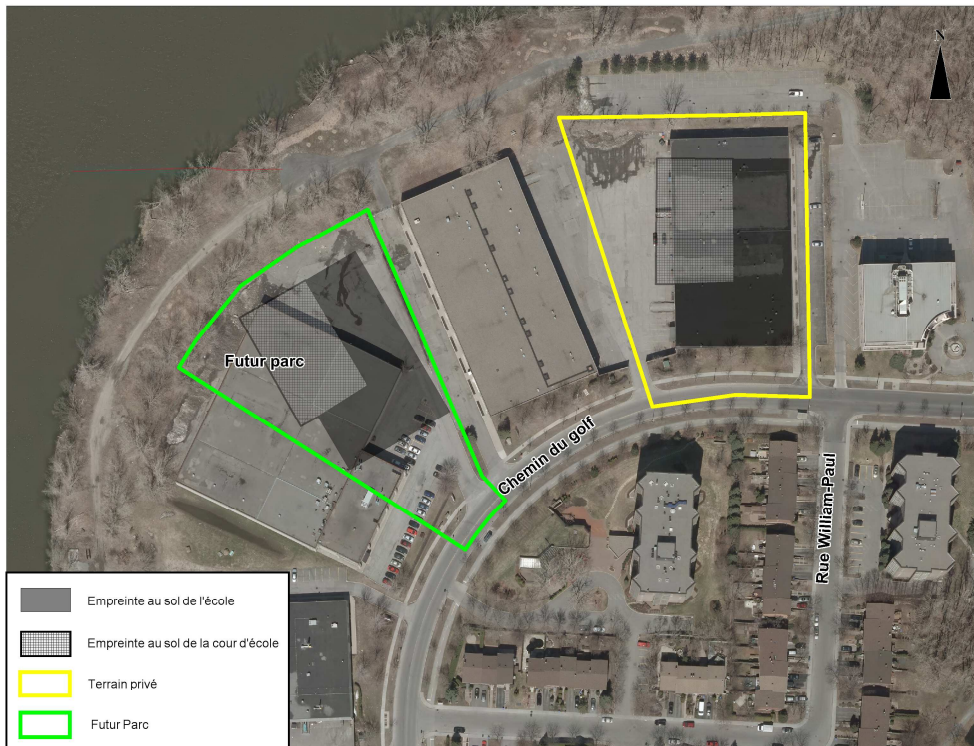 N
Futur parc
Chemin du golf
Rue William-Paul
Empreinte au sol de l'école
Empreinte au sol de la cour d'école
Terrain privé
Futur Parc